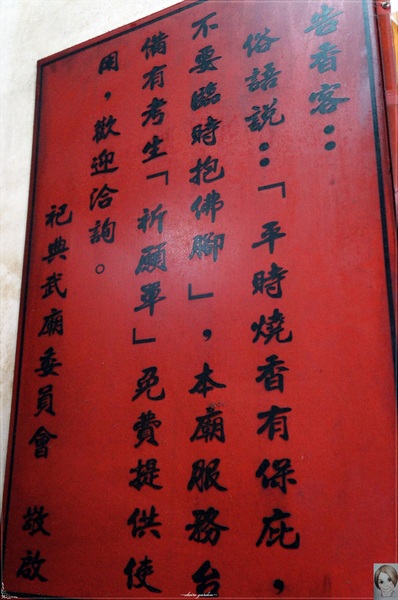 告香客：
俗語說：「平時燒香有保庇，
不要臨時抱佛腳」，本廟服務台
備有考生「祈願單」免費提供使
用，歡迎洽詢。
祀典武廟委員會 敬啟